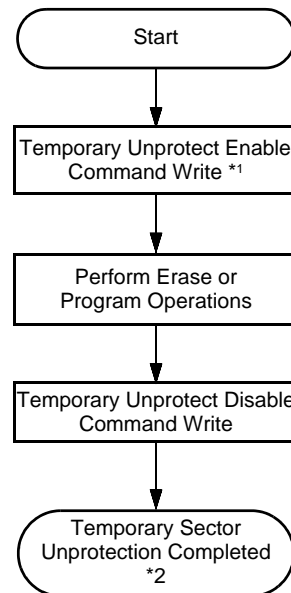 Start
Temporary Unprotect Enable
Command Write *1
Perform Erase or
Program Operations
Temporary Unprotect Disable
Command Write
Temporary Sector
Unprotection Completed
*2